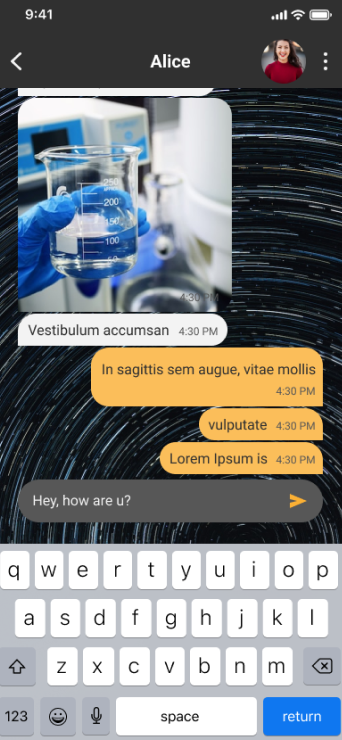 9:41
Alice
250
200
150
100
50
4:30 PM
Vestibulum accumsan 4:30 PM
In sagittis sem augue, vitae mollis
4:30 PM
vulputate 4:30 PM
Lorem Ipsum is 4:30 PM
Hey, how are u?
q w e r t y u i o p
a s d f g h j k l
z x c v b n m
123 space return